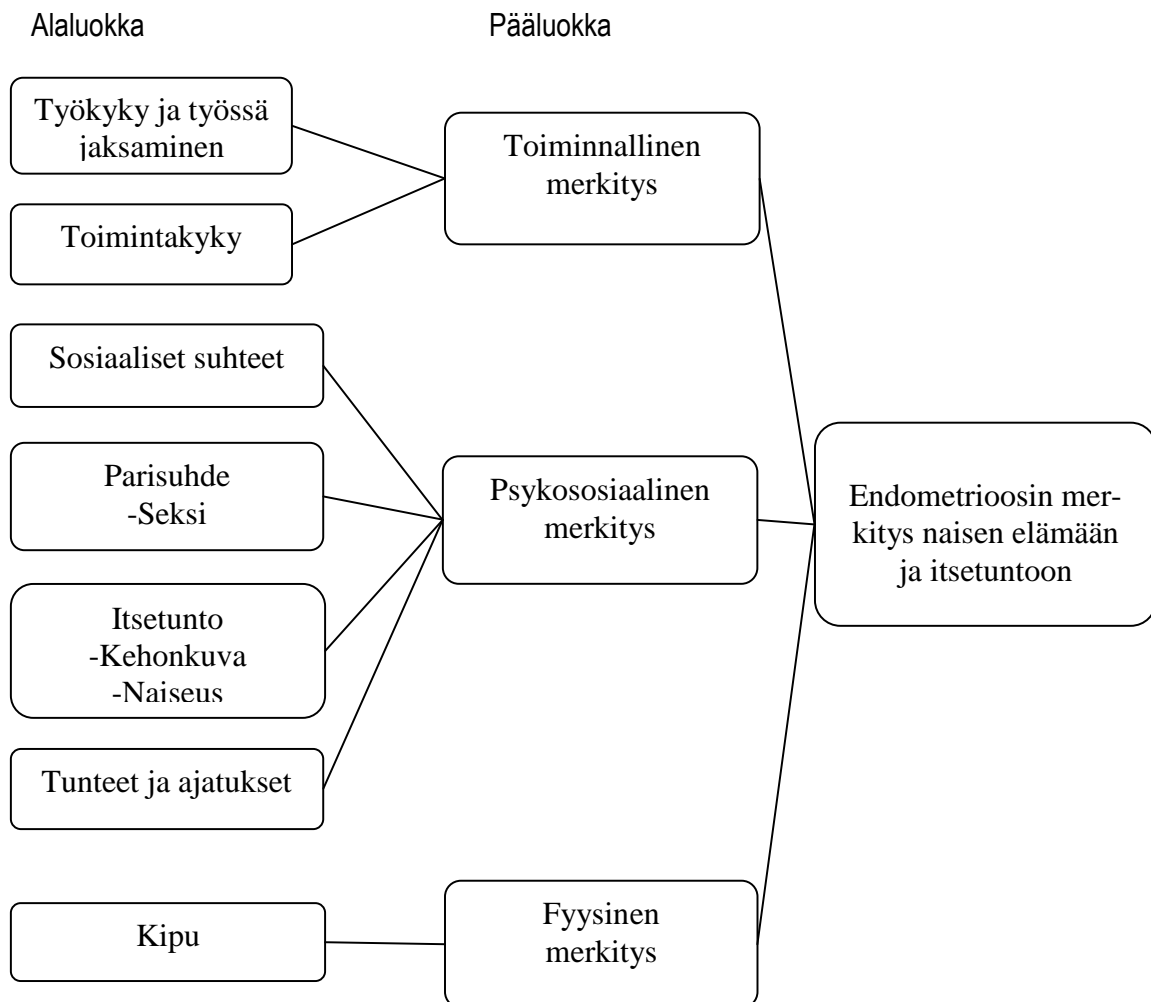 Alaluokka
Pääluokka
Työkyky ja työssä
jaksaminen
Toimintakyky
Sosiaaliset suhteet
Parisuhde
-Seksi
Itsetunto
-Kehonkuva
-Naiseus
Tunteet ja ajatukset
Kipu
Toiminnallinen
merkitys
Psykososiaalinen
merkitys
Fyysinen
merkitys
Endometrioosin mer-
kitys naisen elämään
ja itsetuntoon